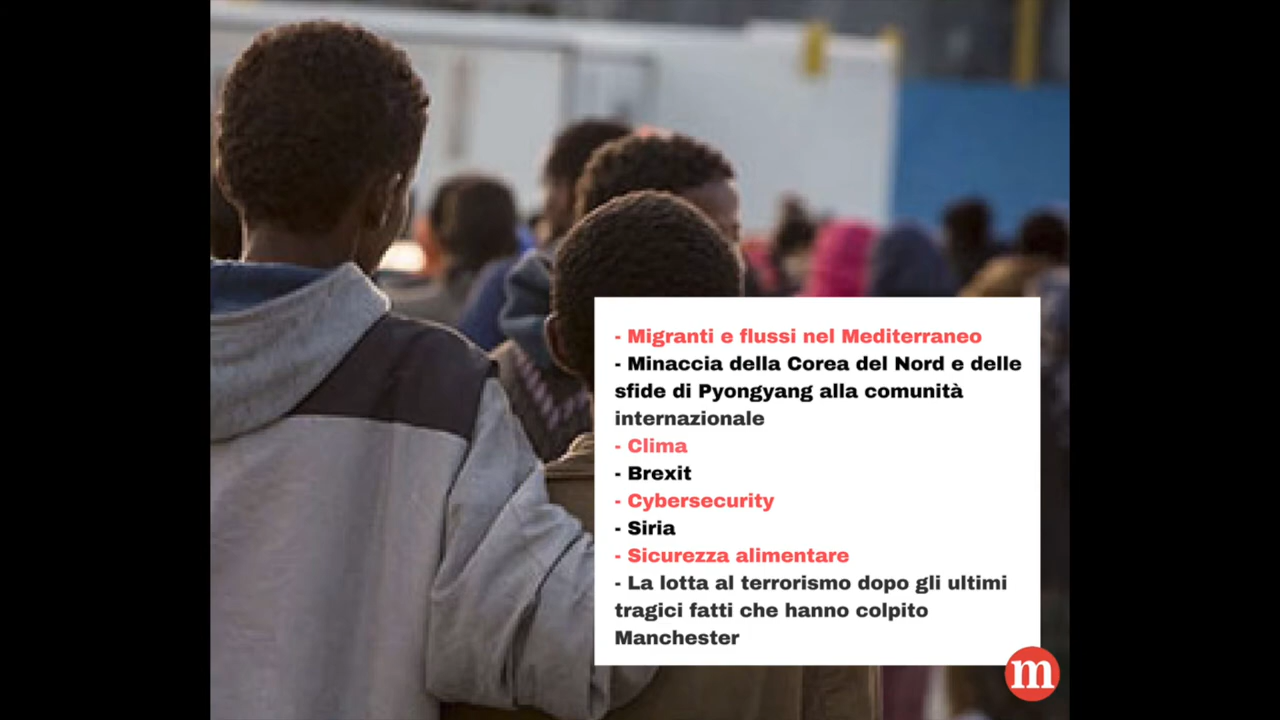 - Migranti e flussi nel Mediterraneo
- Minaccia della Corea del Nord e delle
sfide di Pyongyang alla comunità
internazionale
- Clima
- Brexit
- Cybersecurity
- Siria
- Sicurezza alimentare
- La lotta al terrorismo dopo gli ultimi
tragici fatti che hanno colpito
Manchester
m